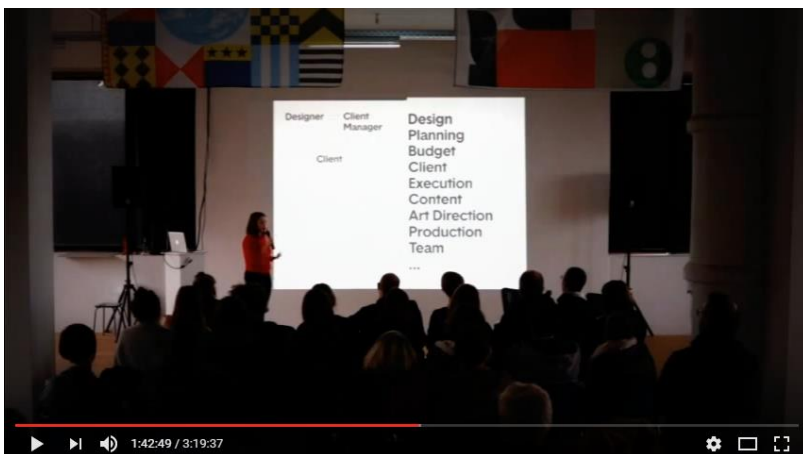 Designer
Client
Manager
Client
Design
Planning
Budget
Client
Execution
Content
Art Direction
Production
Team
...
1:42:49 / 3:19:37